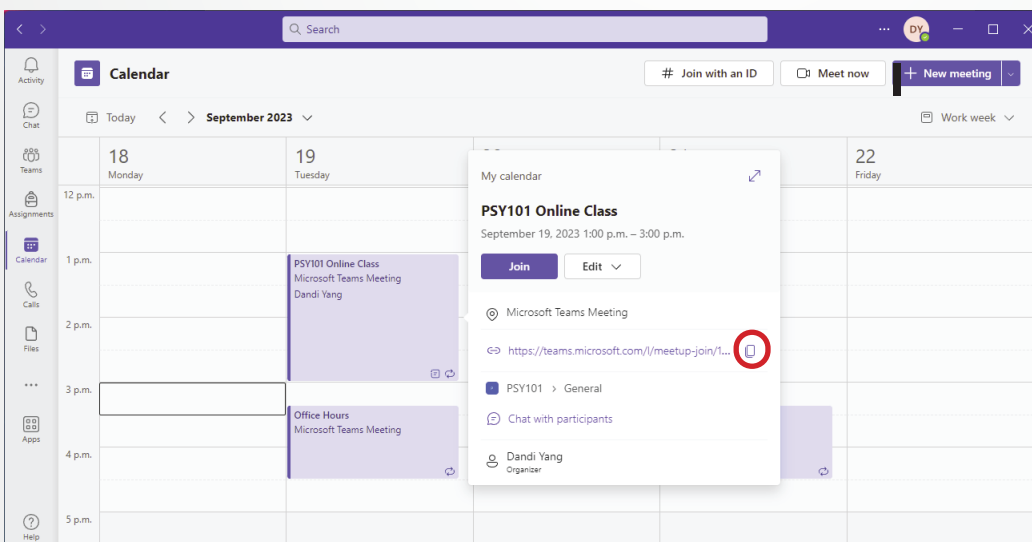 Search
DY
Activity
Calendar
# Join with an ID
Meet now
+ New meeting
Chat
Today
September 2023
Work week
Teams
18
Monday
19
Tuesday
22
Friday
Assignments
12 p.m.
My calendar
PSY101 Online Class
September 19, 2023 1:00 p.m. – 3:00 p.m.
Join
Edit
Microsoft Teams Meeting
https://teams.microsoft.com/l/meetup-join/1...
PSY101 > General
Chat with participants
Dandi Yang
Organizer
Calendar
1 p.m.
PSY101 Online Class
Microsoft Teams Meeting
Dandi Yang
Calls
2 p.m.
Files
3 p.m.
Office Hours
Microsoft Teams Meeting
Apps
4 p.m.
5 p.m.
Help